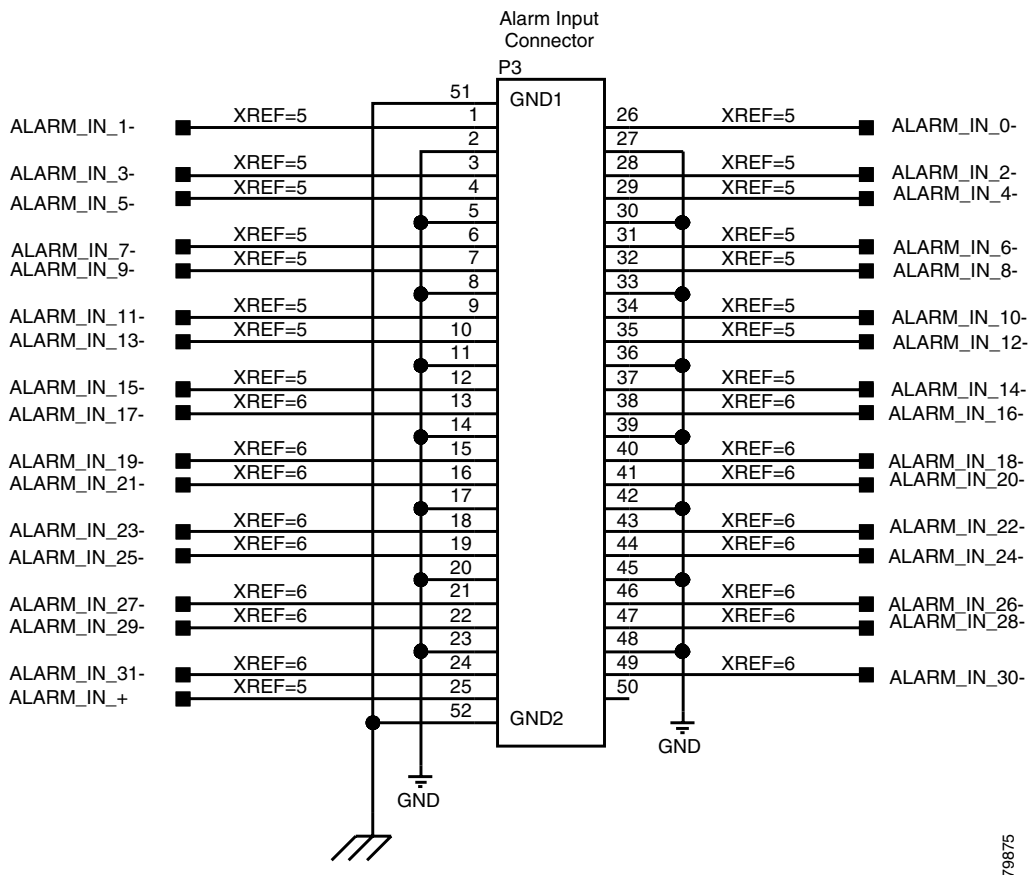 Alarm Input
Connector
P3
51 GND1
ALARM_IN_1- XREF=5 1 26 XREF=5 ALARM_IN_0-
2 27
ALARM_IN_3- XREF=5 3 28 XREF=5 ALARM_IN_2-
ALARM_IN_5- XREF=5 4 29 XREF=5 ALARM_IN_4-
5 30
ALARM_IN_7- XREF=5 6 31 XREF=5 ALARM_IN_6-
ALARM_IN_9- XREF=5 7 32 XREF=5 ALARM_IN_8-
8 33
ALARM_IN_11- XREF=5 9 34 XREF=5 ALARM_IN_10-
ALARM_IN_13- XREF=5 10 35 XREF=5 ALARM_IN_12-
11 36
ALARM_IN_15- XREF=5 12 37 XREF=5 ALARM_IN_14-
ALARM_IN_17- XREF=6 13 38 XREF=6 ALARM_IN_16-
14 39
ALARM_IN_19- XREF=6 15 40 XREF=6 ALARM_IN_18-
ALARM_IN_21- XREF=6 16 41 XREF=6 ALARM_IN_20-
17 42
ALARM_IN_23- XREF=6 18 43 XREF=6 ALARM_IN_22-
ALARM_IN_25- XREF=6 19 44 XREF=6 ALARM_IN_24-
20 45
ALARM_IN_27- XREF=6 21 46 XREF=6 ALARM_IN_26-
ALARM_IN_29- XREF=6 22 47 XREF=6 ALARM_IN_28-
23 48
ALARM_IN_31- XREF=6 24 49 XREF=6 ALARM_IN_30-
ALARM_IN_+ XREF=5 25 50
52 GND2
GND
GND
79875